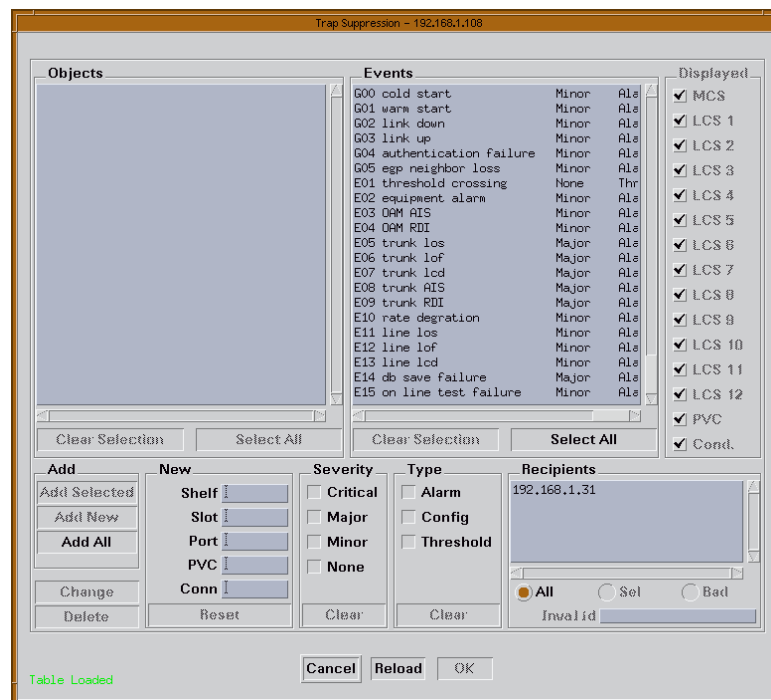 Trap Suppression - 192.168.1.108
Objects
Events
Displayed
G00 cold start Minor Ala
G01 warm start Minor Ala
G02 link down Minor Ala
G03 link up Minor Ala
G04 authentication failure Minor Ala
G05 egp neighbor loss Minor Ala
E01 threshold crossing None Thr
E02 equipment alarm Minor Ala
E03 OAM AIS Minor Ala
E04 OAM RDI Minor Ala
E05 trunk los Major Ala
E06 trunk lof Major Ala
E07 trunk lcd Major Ala
E08 trunk AIS Major Ala
E09 trunk RDI Major Ala
E10 rate degration Minor Ala
E11 line los Minor Ala
E12 line lof Minor Ala
E13 line lcd Minor Ala
E14 db save failure Major Ala
E15 on line test failure Minor Ala
MCS
LCS 1
LCS 2
LCS 3
LCS 4
LCS 5
LCS 6
LCS 7
LCS 8
LCS 9
LCS 10
LCS 11
LCS 12
PVC
Cond.
Clear Selection
Select All
Clear Selection
Select All
Add
Add Selected
Add New
Add All
Change
Delete
New
Shelf
Slot
Port
PVC
Conn
Reset
Severity
Critical
Major
Minor
None
Clear
Type
Alarm
Config
Threshold
Clear
Recipients
192.168.1.31
All Sel Bad
Invalid
Cancel Reload OK
Table Loaded